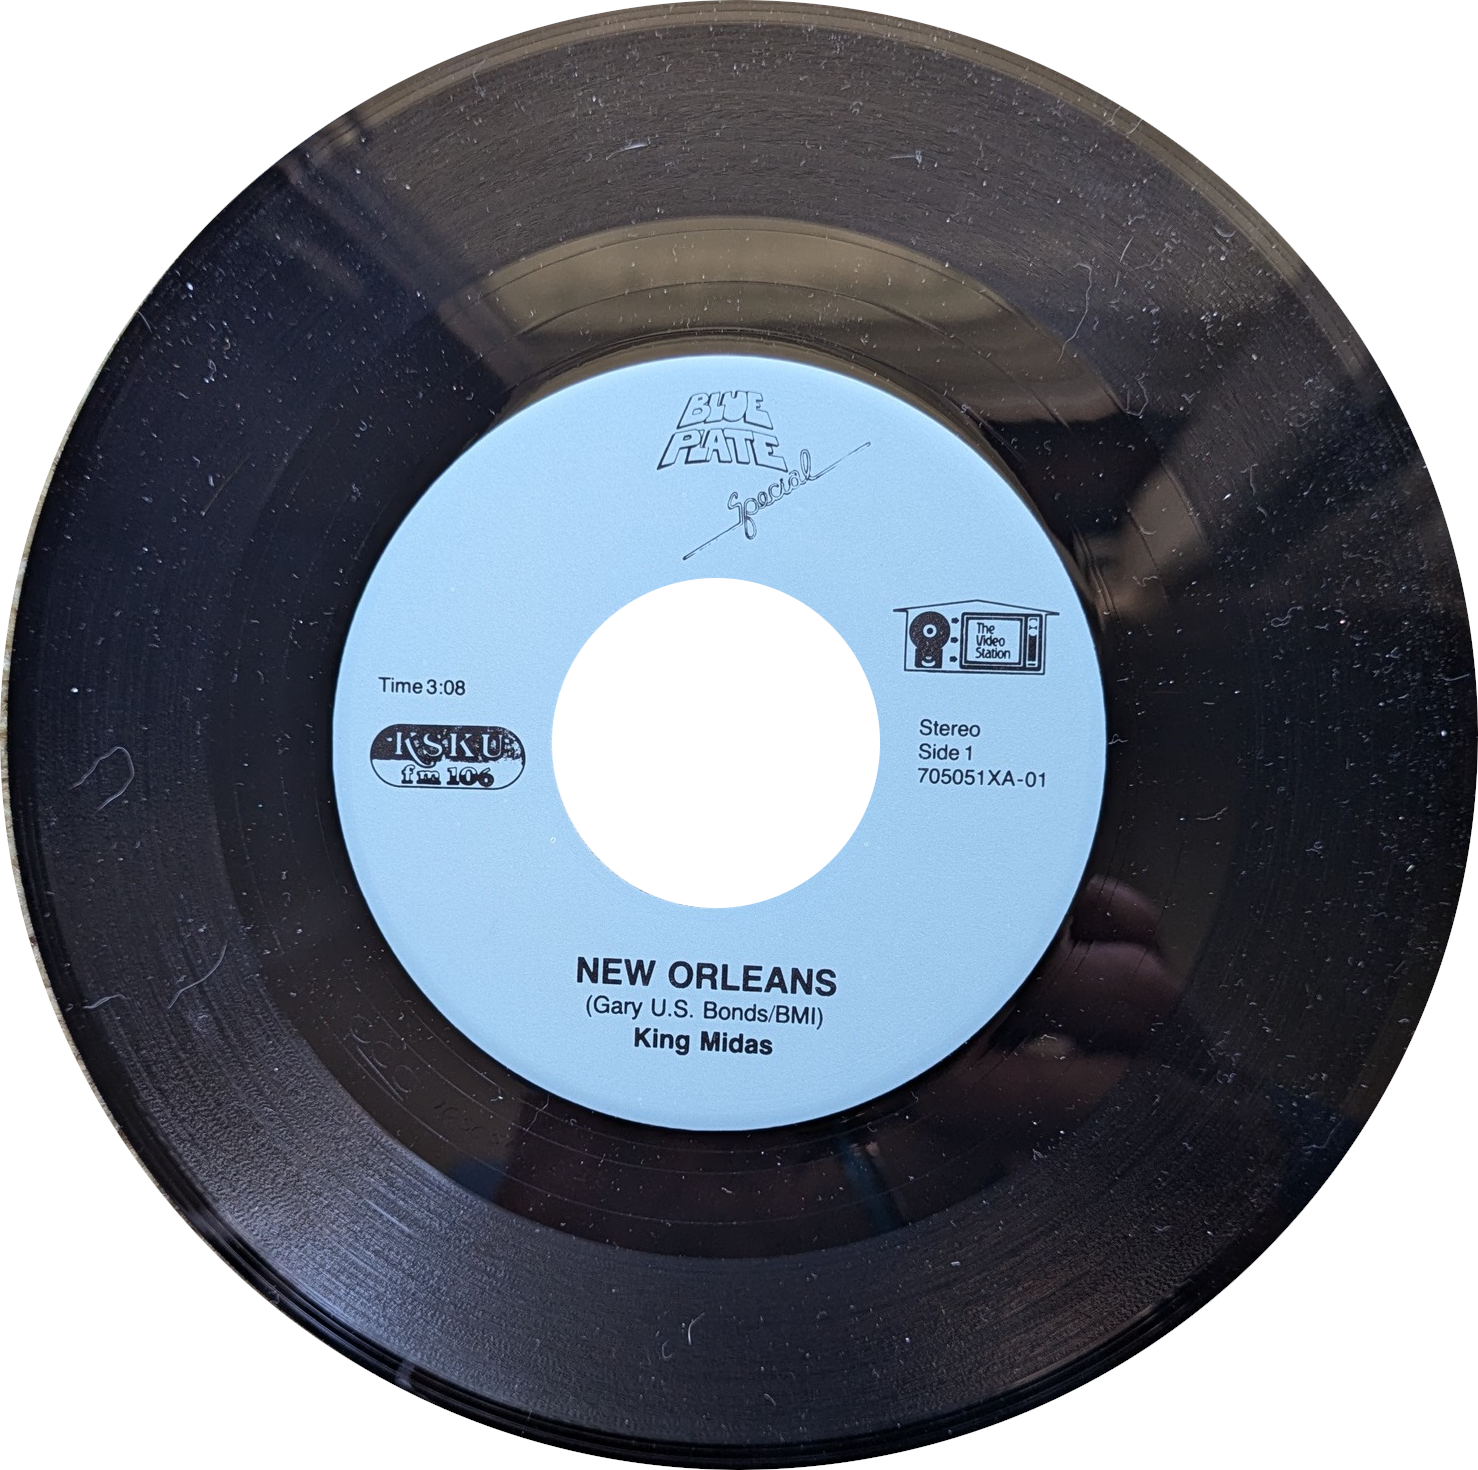 BLUE
PLATE
Special
The
Video
Station
Time 3:08
KSKU
fm 106
Stereo
Side 1
705051XA-01
NEW ORLEANS
(Gary U.S. Bonds/BMI)
King Midas